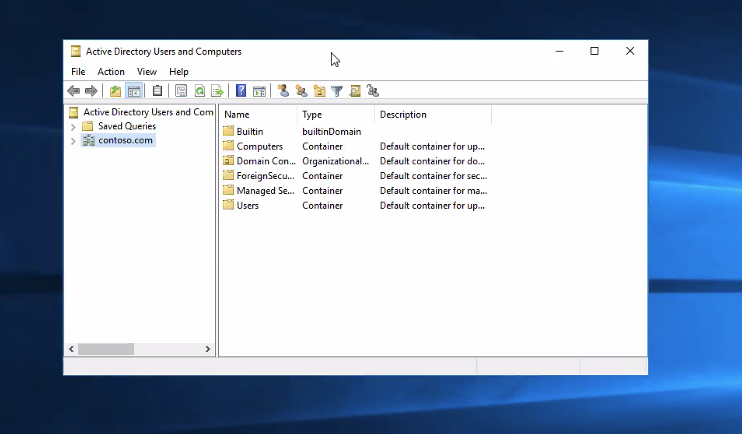 Active Directory Users and Computers
File Action View Help
Active Directory Users and Com
Saved Queries
contoso.com
Name Type Description
Builtin builtinDomain
Computers Container Default container for up...
Domain Con... Organizational... Default container for do...
ForeignSecu... Container Default container for sec...
Managed Se... Container Default container for ma...
Users Container Default container for up...